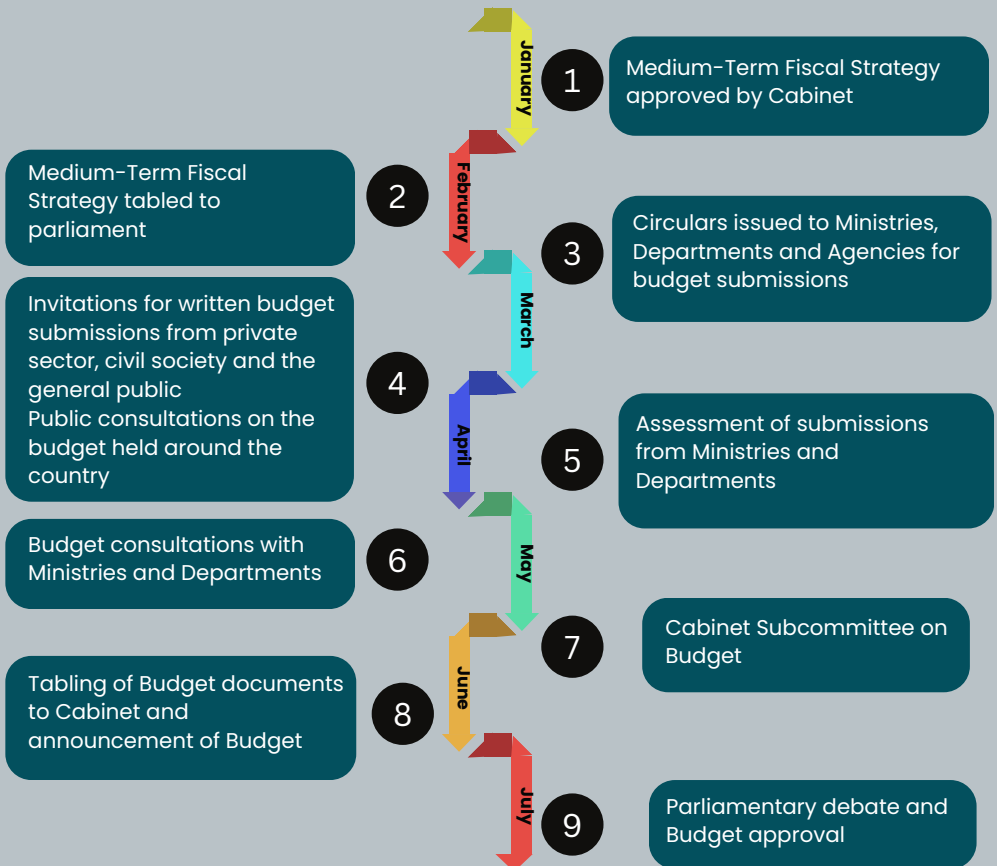 January
1
Medium-Term Fiscal Strategy
approved by Cabinet
February
2
Medium-Term Fiscal
Strategy tabled to
parliament
3
Circulars issued to Ministries,
Departments and Agencies for
budget submissions
March
4
Invitations for written budget
submissions from private
sector, civil society and the
general public
Public consultations on the
budget held around the
country
April
5
Assessment of submissions
from Ministries and
Departments
May
6
Budget consultations with
Ministries and Departments
7
Cabinet Subcommittee on
Budget
June
8
Tabling of Budget documents
to Cabinet and
announcement of Budget
July
9
Parliamentary debate and
Budget approval